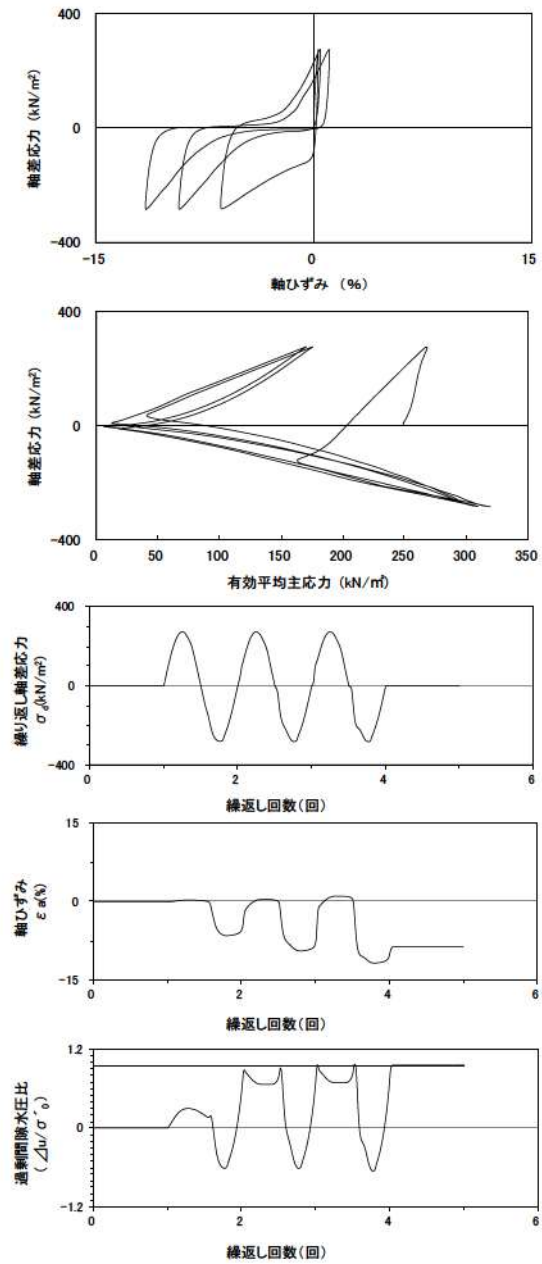 400
0
-400
軸差応力 (kN/m²)
-15
0
15
軸ひずみ (%)
400
0
-400
軸差応力 (kN/m²)
0
50
100
150
200
250
300
350
有効平均主応力 (kN/㎡)
400
0
-400
繰り返し軸差応力
σd(kN/m²)
0
2
4
6
繰返し回数(回)
15
0
-15
軸ひずみ
εa(%)
0
2
4
6
繰返し回数(回)
1.2
0
-1.2
過剰間隙水圧比
(⊿u/σ'0)
0
2
4
6
繰返し回数(回)